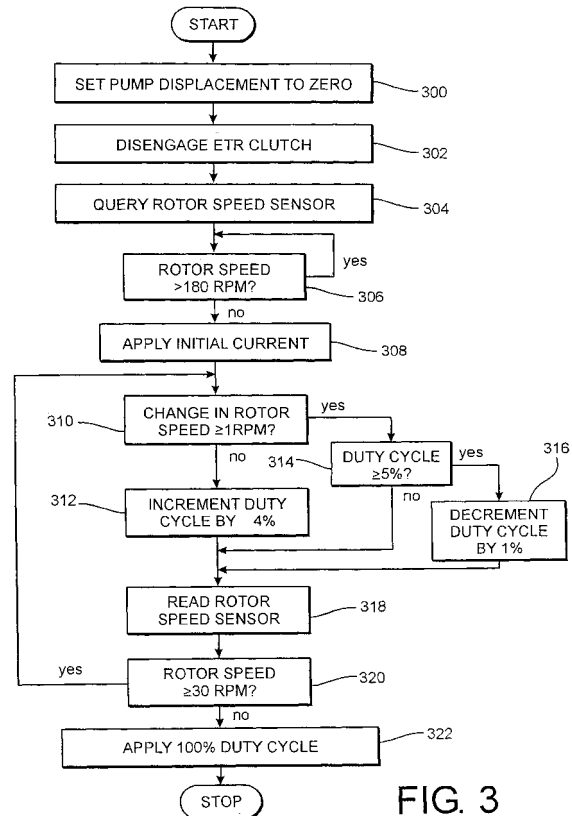 START
SET PUMP DISPLACEMENT TO ZERO
300
DISENGAGE ETR CLUTCH
302
QUERY ROTOR SPEED SENSOR
304
yes
ROTOR SPEED
>180 RPM?
306
no
APPLY INITIAL CURRENT
308
310
CHANGE IN ROTOR
SPEED ≥1RPM?
yes
314
DUTY CYCLE
≥5%?
yes
316
no
no
312
INCREMENT DUTY
CYCLE BY 4%
DECREMENT
DUTY CYCLE
BY 1%
READ ROTOR
SPEED SENSOR
318
yes
ROTOR SPEED
≥30 RPM?
320
no
APPLY 100% DUTY CYCLE
322
STOP
FIG. 3